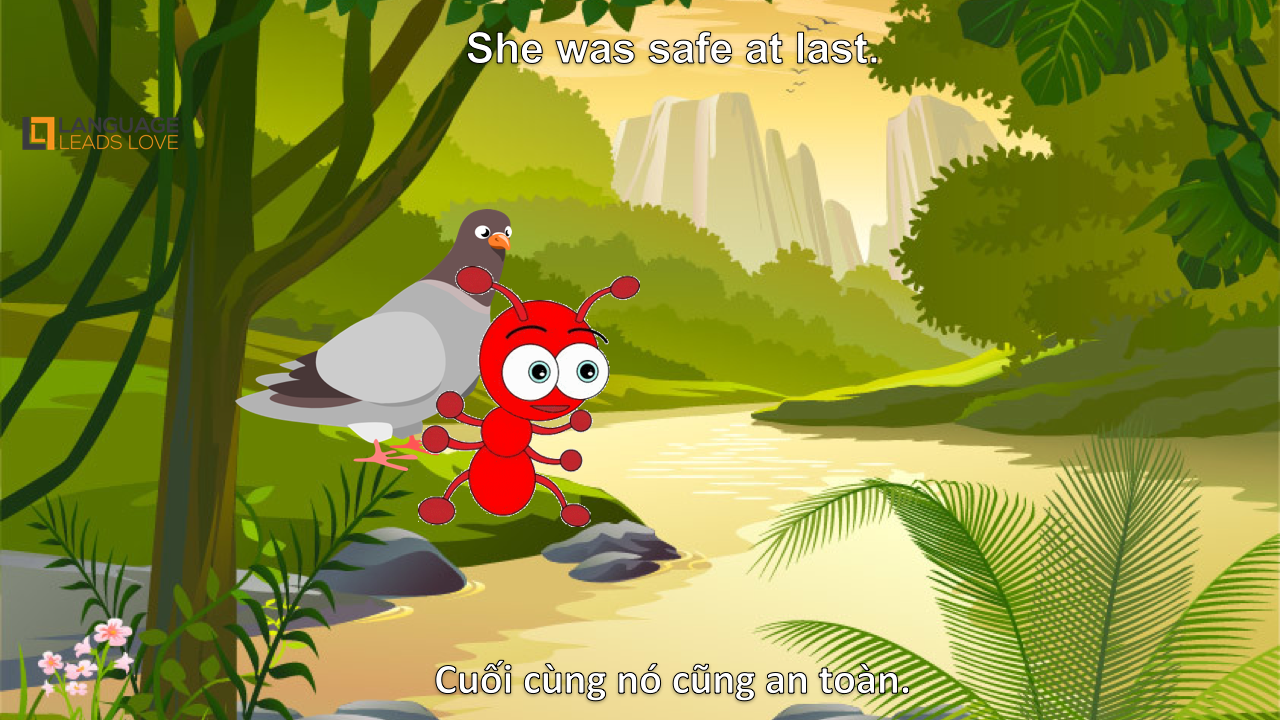 She was safe at last.
LANGUAGE
LEADS LOVE
Cuối cùng nó cũng an toàn.